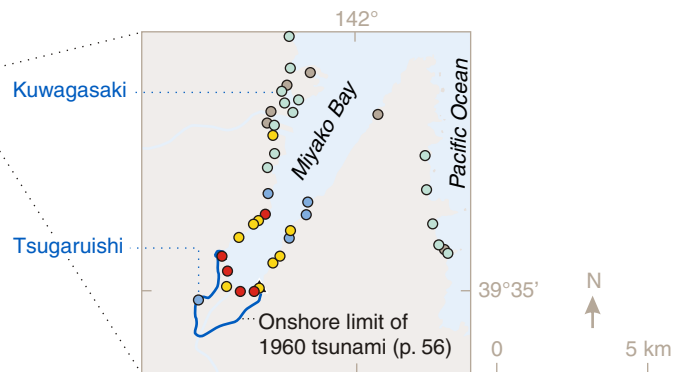 142°
Kuwagasaki
Miyako Bay
Pacific Ocean
Tsugaruishi
39°35'
N
Onshore limit of
1960 tsunami (p. 56)
0 5 km